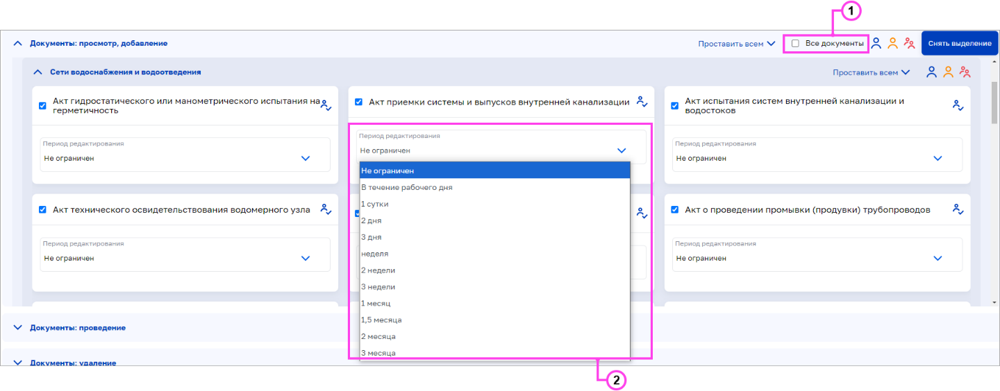 1
Документы: просмотр, добавление
Проставить всем
Все документы
Снять выделение
Сети водоснабжения и водоотведения
Проставить всем
Акт гидростатического или манометрического испытания на
герметичность
Период редактирования
Не ограничен
Акт приемки системы и выпусков внутренней канализации
Период редактирования
Не ограничен
Не ограничен
В течение рабочего дня
1 сутки
2 дня
3 дня
неделя
2 недели
3 недели
1 месяц
1,5 месяца
2 месяца
3 месяца
Акт испытания систем внутренней канализации и
водостоков
Период редактирования
Не ограничен
Акт технического освидетельствования водомерного узла
Период редактирования
Не ограничен
Акт о проведении промывки (продувки) трубопроводов
Период редактирования
Не ограничен
Документы: проведение
Документы: удаление
2